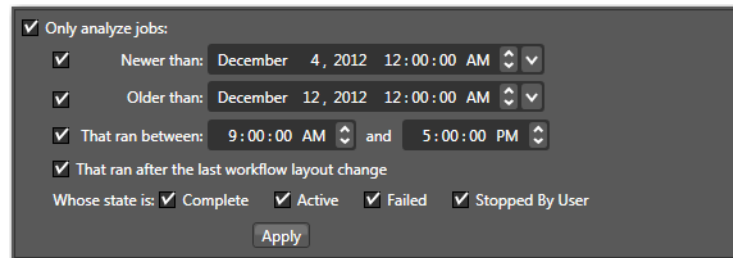 Only analyze jobs:
Newer than: December 4, 2012 12:00:00 AM
Older than: December 12, 2012 12:00:00 AM
That ran between: 9:00:00 AM and 5:00:00 PM
That ran after the last workflow layout change
Whose state is: Complete Active Failed Stopped By User
Apply